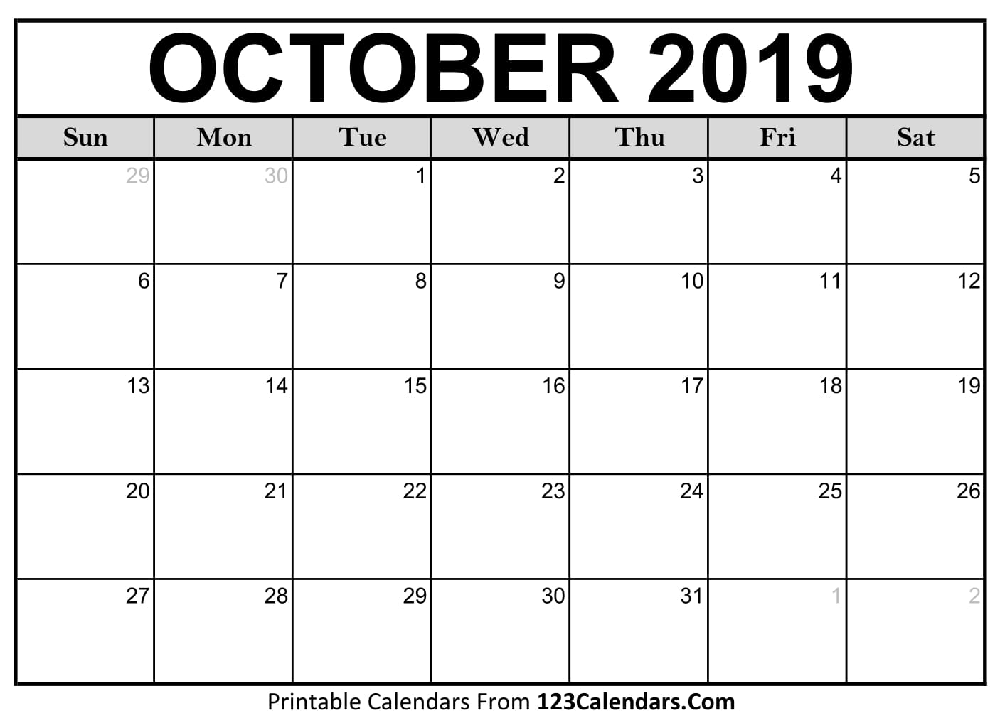 OCTOBER 2019
Sun Mon Tue Wed Thu Fri Sat
29 30 1 2 3 4 5
6 7 8 9 10 11 12
13 14 15 16 17 18 19
20 21 22 23 24 25 26
27 28 29 30 31 1 2
Printable Calendars From 123Calendars.Com